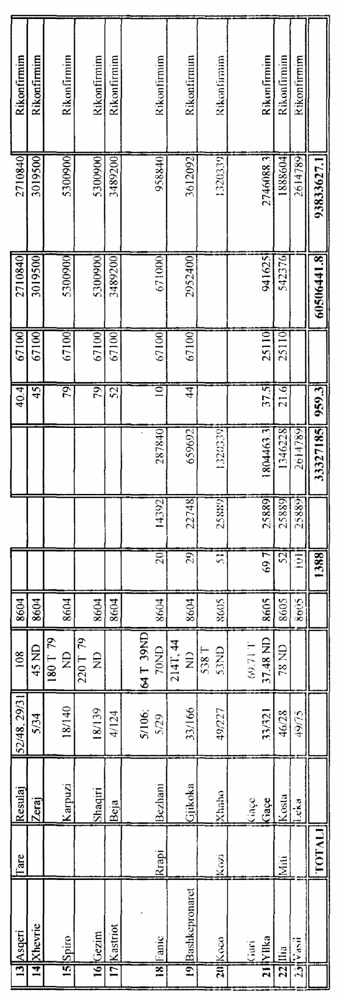 13 Asqeri Tare Resulaj 52/48, 29/31 108 8604 40.4 67100 2710840 2710840 Rikonfirmim
14 Xhevrie Zeraj 5/34 45 ND 8604 45 67100 3019500 3019500 Rikonfirmim
180 T 79
15 Spiro Karpuzi 18/140 ND 8604 79 67100 5300900 5300900 Rikonfirmim
220 T 79
16 Gezim Shaqiri 18/139 ND 8604 79 67100 5300900 5300900 Rikonfirmim
17 Kastriot Beja 4/124 8604 52 67100 3489200 3489200 Rikonfirmim
5/106; 64 T 39ND
18 Fanie Rrapi Bezhani 5/29 70ND 8604 20 14392 287840 10 67100 671000 958840 Rikonfirmim
214T, 44
19 Bashkepronaret Gjikoka 33/166 ND 8604 29 22748 659692 44 67100 2952400 3612092 Rikonfirmim
538 T
20 Koco Kozi Xhaho 49/227 53ND 8605 51 25889 1320339 1320339 Rikonfirmim
Guri Gaçe 69.71 T
21 Yllka Gaçe 33/321 37.48 ND 8605 69.7 25889 1804463.3 37.5 25110 941625 2746088.3 Rikonfirmim
22 Ilia Miti Kosta 46/28 78 ND 8605 52 25889 1346228 21.6 25110 542376 1888604 Rikonfirmim
23 Vasil Leka 49/75 8605 101 25889 2614789 2614789 Rikonfirmim
TOTALI 1388 33327185 959.3 60506441.8 93833627.1